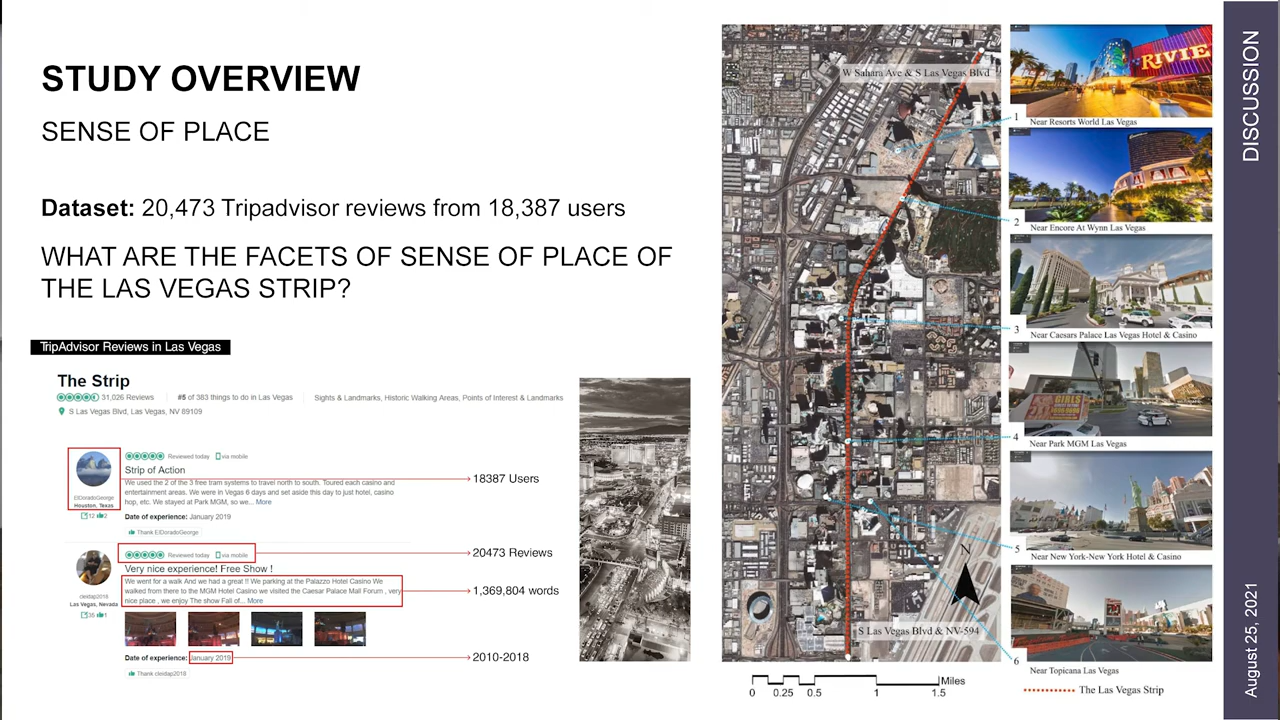 STUDY OVERVIEW
SENSE OF PLACE
Dataset: 20,473 Tripadvisor reviews from 18,387 users
WHAT ARE THE FACETS OF SENSE OF PLACE OF
THE LAS VEGAS STRIP?
TripAdvisor Reviews in Las Vegas
The Strip
31,026 Reviews
#5 of 383 things to do in Las Vegas
Sights & Landmarks, Historic Walking Areas, Points of Interest & Landmarks
S Las Vegas Blvd, Las Vegas, NV 89109
Reviewed today via mobile
Strip of Action
We used the 2 of the 3 free tram systems to travel north to south. Toured each casino and
entertainment areas. We were in Vegas 6 days and set aside this day to just hotel, casino
hop, etc. We stayed at Park MGM, so we... More
ElDoradoGeorge
Houston, Texas
12 2
Date of experience: January 2019
Thank ElDoradoGeorge
18387 Users
Reviewed today via mobile
20473 Reviews
Very nice experience! Free Show !
We went for a walk And we had a great !! We parking at the Palazzo Hotel Casino We
walked from there to the MGM Hotel Casino we visited the Caesar Palace Mall Forum , very
nice place , we enjoy The show Fall of... More
1,369,804 words
cleidap2018
Las Vegas, Nevada
35 1
Date of experience: January 2019
2010-2018
Thank cleidap2018
W Sahara Ave & S Las Vegas Blvd
S Las Vegas Blvd & NV-594
Miles
0 0.25 0.5 1 1.5
RIVIE
1
Near Resorts World Las Vegas
2
Near Encore At Wynn Las Vegas
3
Near Caesars Palace Las Vegas Hotel & Casino
GIRLS
4
Near Park MGM Las Vegas
5
Near New York-New York Hotel & Casino
6
Near Topicana Las Vegas
The Las Vegas Strip
DISCUSSION
August 25, 2021